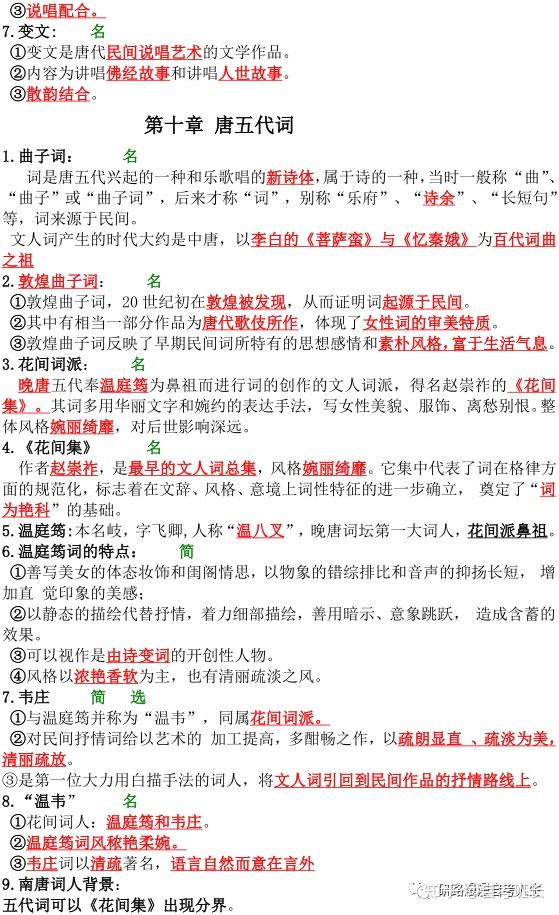 ③说唱配合。
7.变文: 名
①变文是唐代民间说唱艺术的文学作品。
②内容为讲唱佛经故事和讲唱人世故事。
③散韵结合。
第十章 唐五代词
1.曲子词: 名
词是唐五代兴起的一种和乐歌唱的新诗体,属于诗的一种,当时一般称“曲”、
“曲子”或“曲子词”,后来才称“词”,别称“乐府”、“诗余”、“长短句”
等,词来源于民间。
文人词产生的时代大约是中唐,以李白的《菩萨蛮》与《忆秦娥》为百代词曲
之祖
2.敦煌曲子词: 名
①敦煌曲子词,20 世纪初在敦煌被发现,从而证明词起源于民间。
②其中有相当一部分作品为唐代歌伎所作,体现了女性词的审美特质。
③敦煌曲子词反映了早期民间词所特有的思想感情和素朴风格,富于生活气息。
3.花间词派: 名
晚唐五代奉温庭筠为鼻祖而进行词的创作的文人词派,得名赵崇祚的《花间
集》。其词多用华丽文字和婉约的表达手法,写女性美貌、服饰、离愁别恨。整
体风格婉丽绮靡,对后世影响深远。
4.《花间集》 名
作者赵崇祚,是最早的文人词总集,风格婉丽绮靡。它集中代表了词在格律方
面的规范化,标志着在文辞、风格、意境上词性特征的进一步确立, 奠定了“词
为艳科”的基础。
5.温庭筠:本名岐,字飞卿,人称“温八叉”,晚唐词坛第一大词人,花间派鼻祖。
6.温庭筠词的特点: 简
①善写美女的体态妆饰和闺阁情思,以物象的错综排比和音声的抑扬长短, 增
加直 觉印象的美感;
②以静态的描绘代替抒情,着力细部描绘,善用暗示、意象跳跃, 造成含蓄的
效果。
③可以视作是由诗变词的开创性人物。
④风格以浓艳香软为主,也有清丽疏淡之风。
7.韦庄 简 选
①与温庭筠并称为“温韦”,同属花间词派。
②对民间抒情词给以艺术的 加工提高,多酣畅之作,以疏朗显直 、疏淡为美,
清丽疏放。
③是第一位大力用白描手法的词人,将文人词引回到民间作品的抒情路线上。
8.“温韦” 名
①花间词人:温庭筠和韦庄。
②温庭筠词风秾艳柔婉。
③韦庄词以清疏著名,语言自然而意在言外
9.南唐词人背景:
五代词可以《花间集》出现分界。